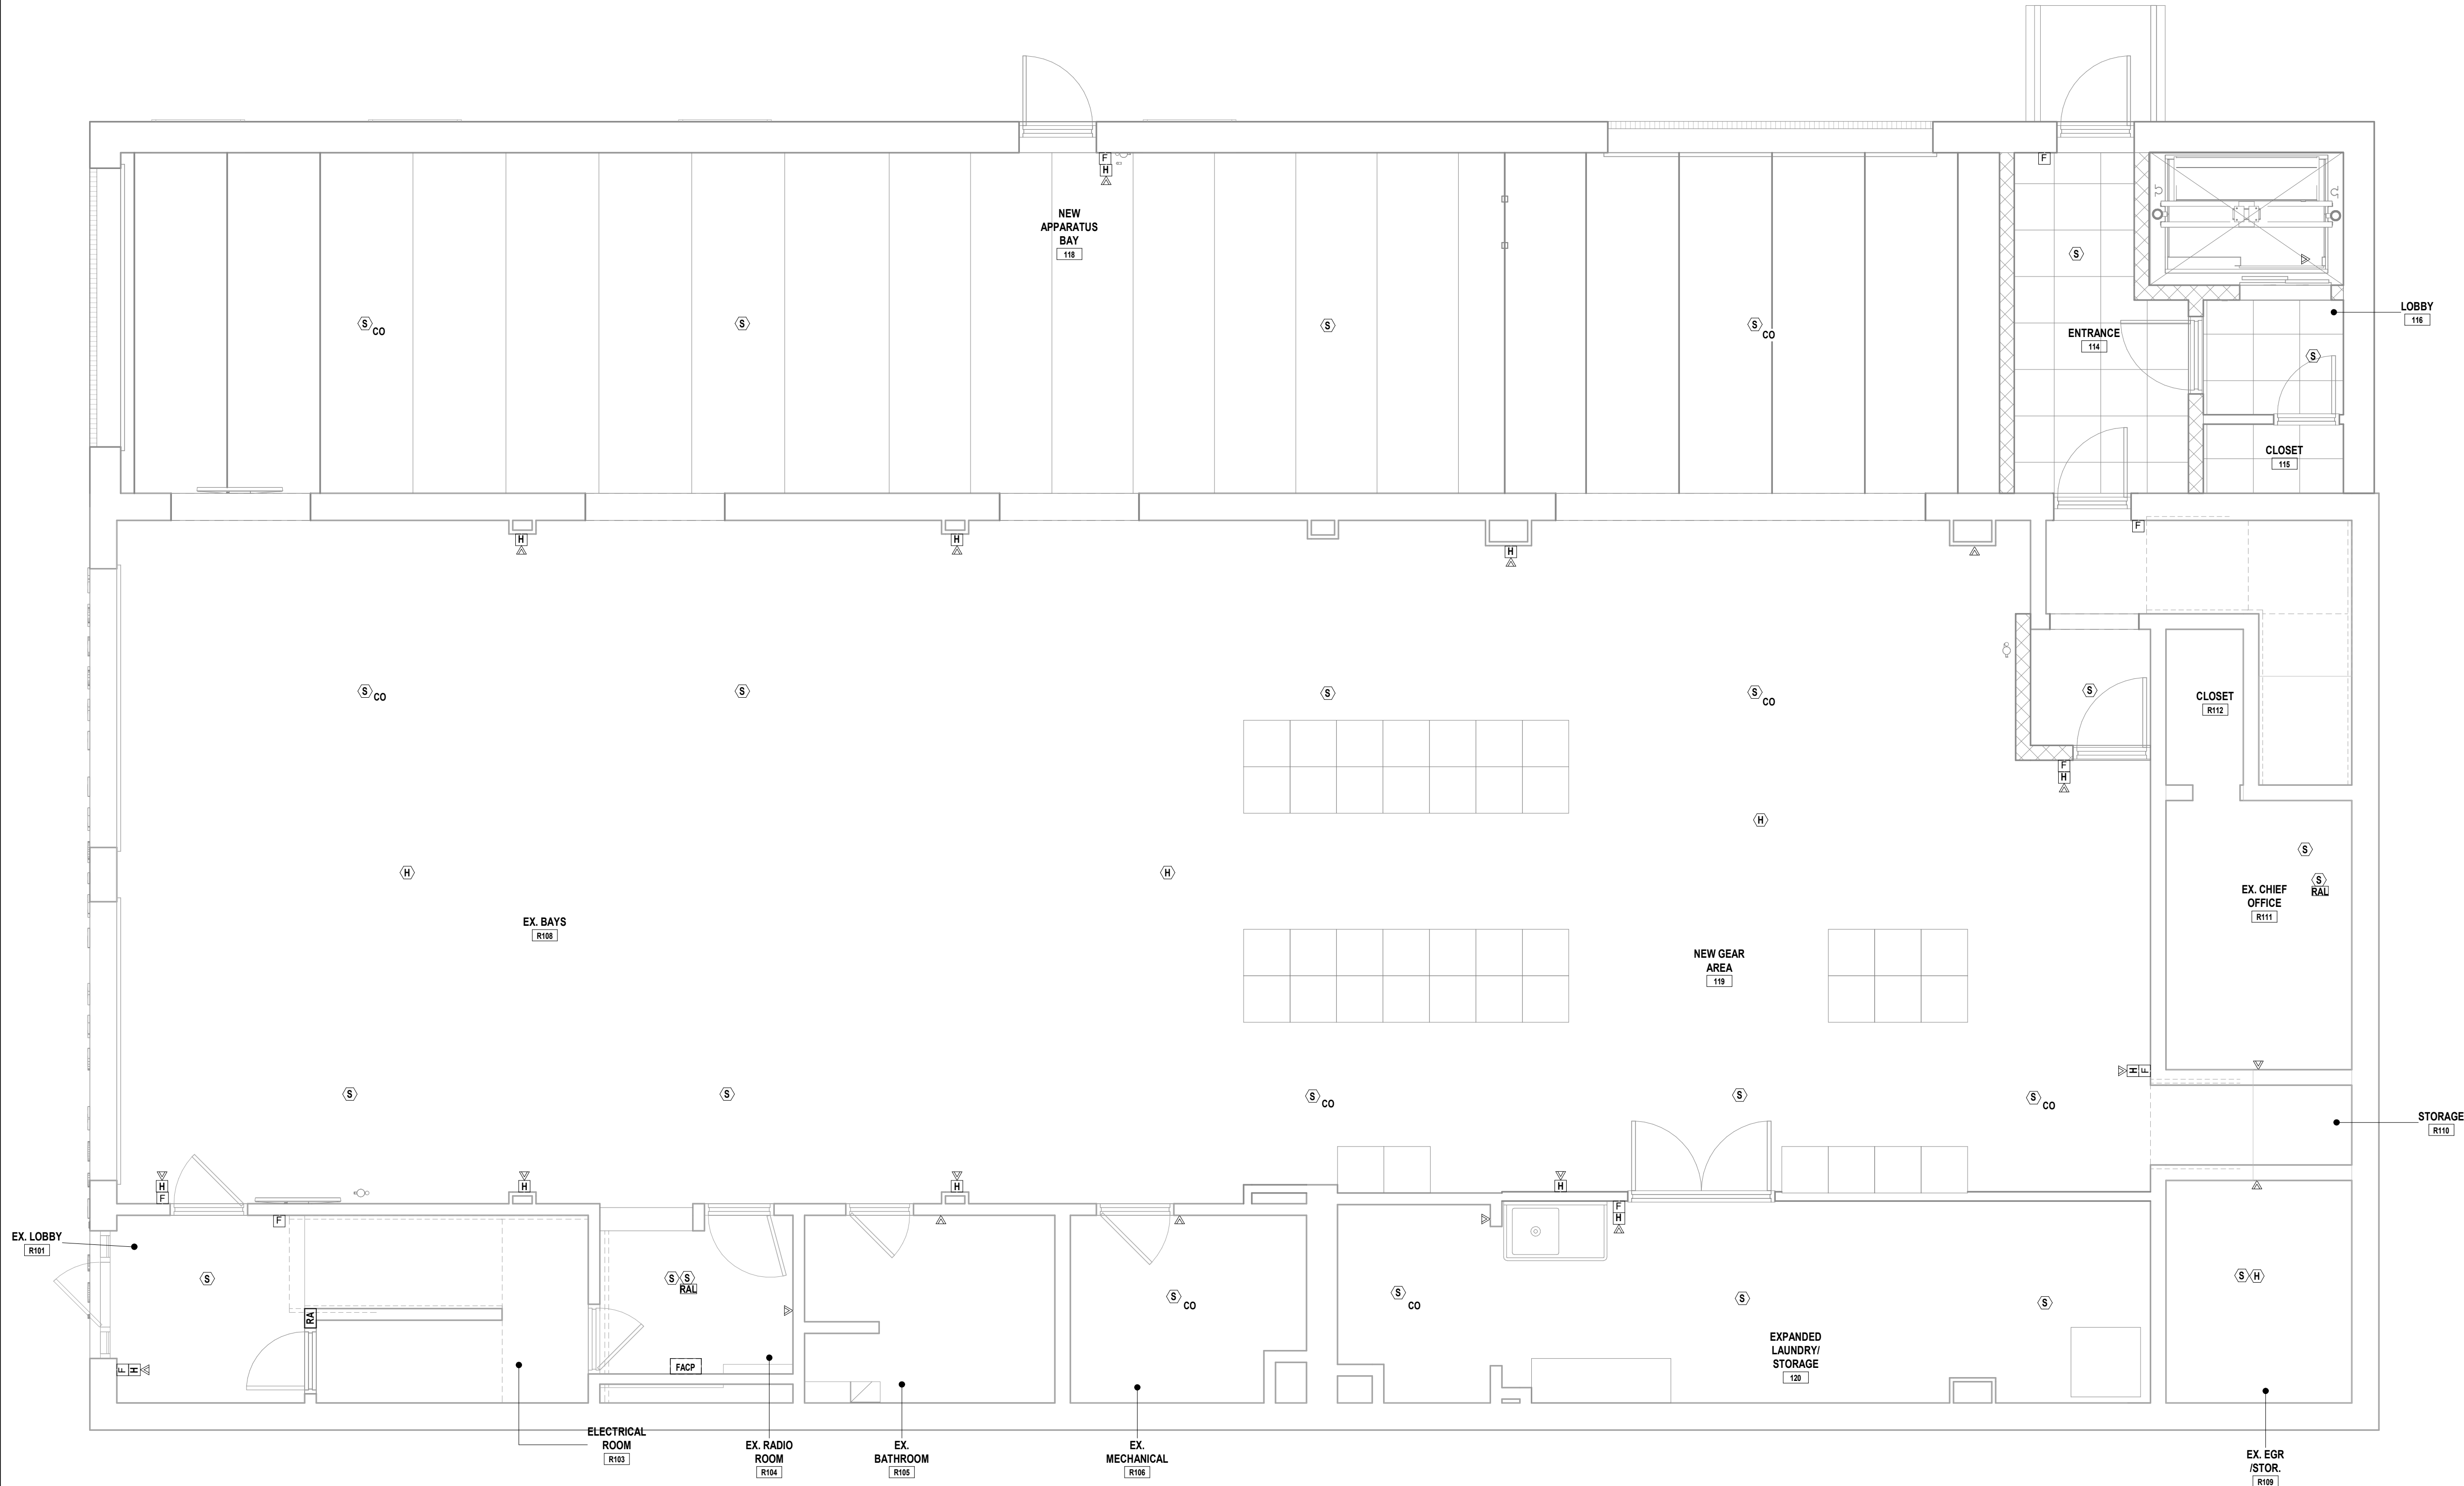 F
H
F
NEW
APPARATUS
BAY
118
S
S CO
S
S
S CO
ENTRANCE
114
LOBBY
116
S
CLOSET
115
H
H
H
F
S CO
S
S
S CO
S
CLOSET
R112
F
H
H
H
H
S
S
RAL
EX. CHIEF
OFFICE
R111
EX. BAYS
R108
NEW GEAR
AREA
119
H F
S
S
S CO
S
S CO
STORAGE
R110
H
F
H
H
H
F
H
F
EX. LOBBY
R101
S
S S
RAL
S CO
S CO
S
S
S H
RA
F H
FACP
EXPANDED
LAUNDRY/
STORAGE
120
ELECTRICAL
ROOM
R103
EX. RADIO
ROOM
R104
EX.
BATHROOM
R105
EX.
MECHANICAL
R106
EX. EGR
/STOR.
R109